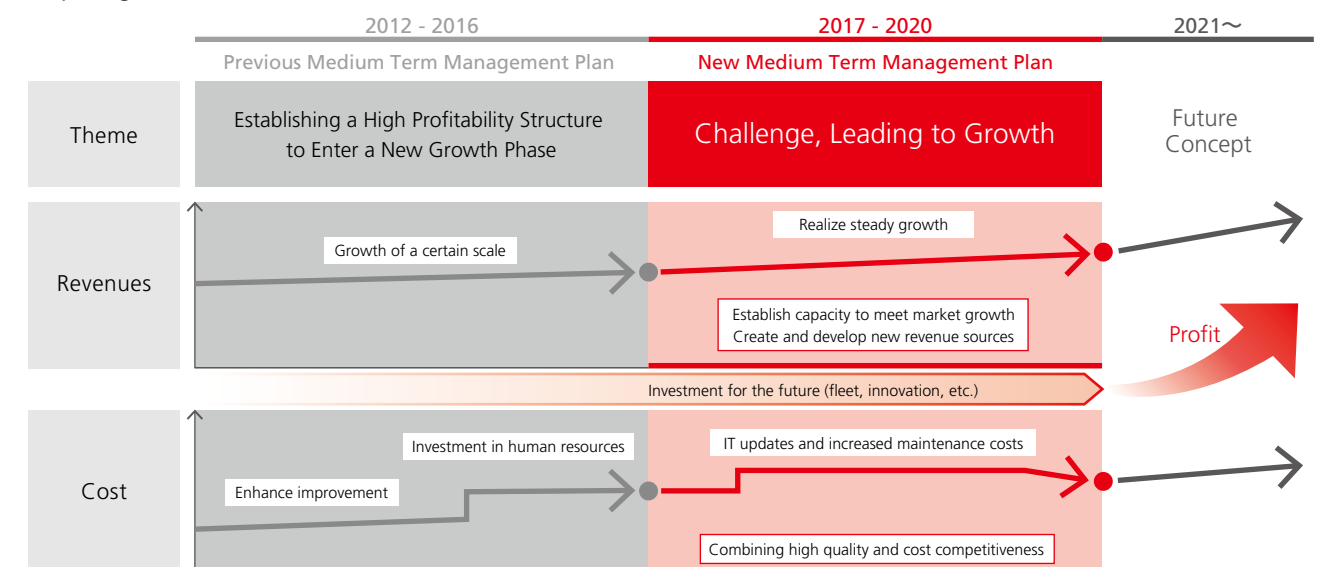 2012 - 2016
2017 - 2020
2021～
Previous Medium Term Management Plan
New Medium Term Management Plan
Theme
Establishing a High Profitability Structure
to Enter a New Growth Phase
Challenge, Leading to Growth
Future
Concept
Revenues
Growth of a certain scale
Realize steady growth
Establish capacity to meet market growth
Create and develop new revenue sources
Profit
Investment for the future (fleet, innovation, etc.)
Cost
Investment in human resources
Enhance improvement
IT updates and increased maintenance costs
Combining high quality and cost competitiveness